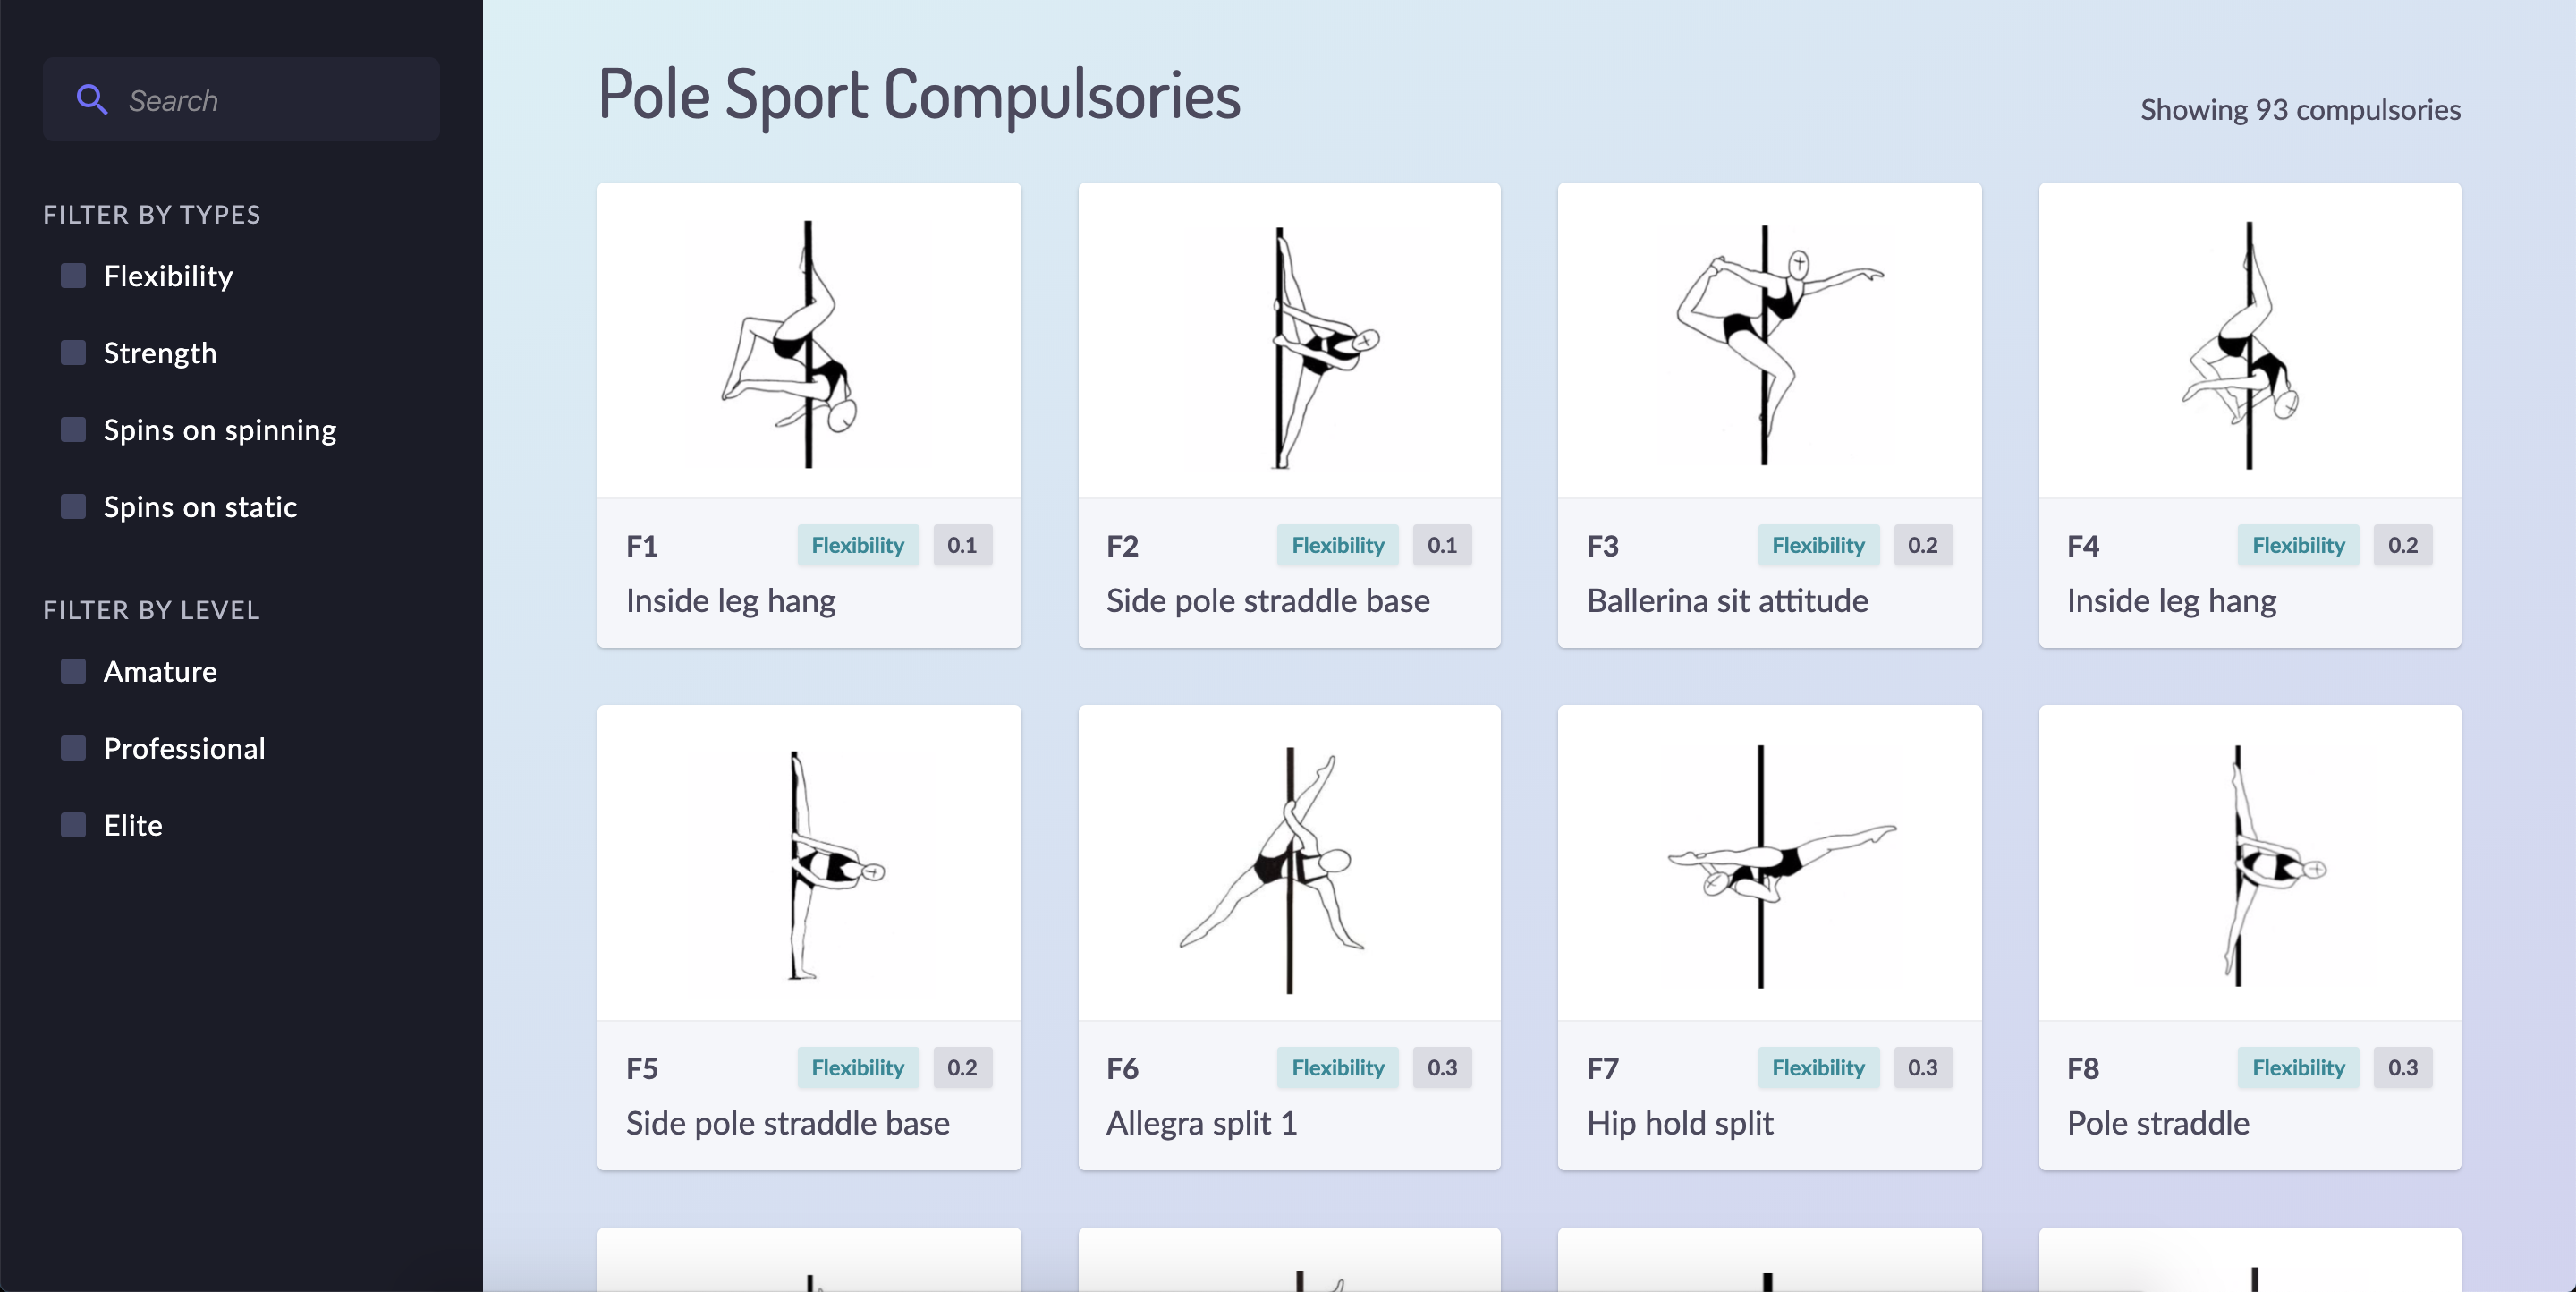 Search
FILTER BY TYPES
Flexibility
Strength
Spins on spinning
Spins on static
FILTER BY LEVEL
Amature
Professional
Elite
Pole Sport Compulsories
Showing 93 compulsories
F1 Flexibility 0.1
Inside leg hang
F2 Flexibility 0.1
Side pole straddle base
F3 Flexibility 0.2
Ballerina sit attitude
F4 Flexibility 0.2
Inside leg hang
F5 Flexibility 0.2
Side pole straddle base
F6 Flexibility 0.3
Allegra split 1
F7 Flexibility 0.3
Hip hold split
F8 Flexibility 0.3
Pole straddle